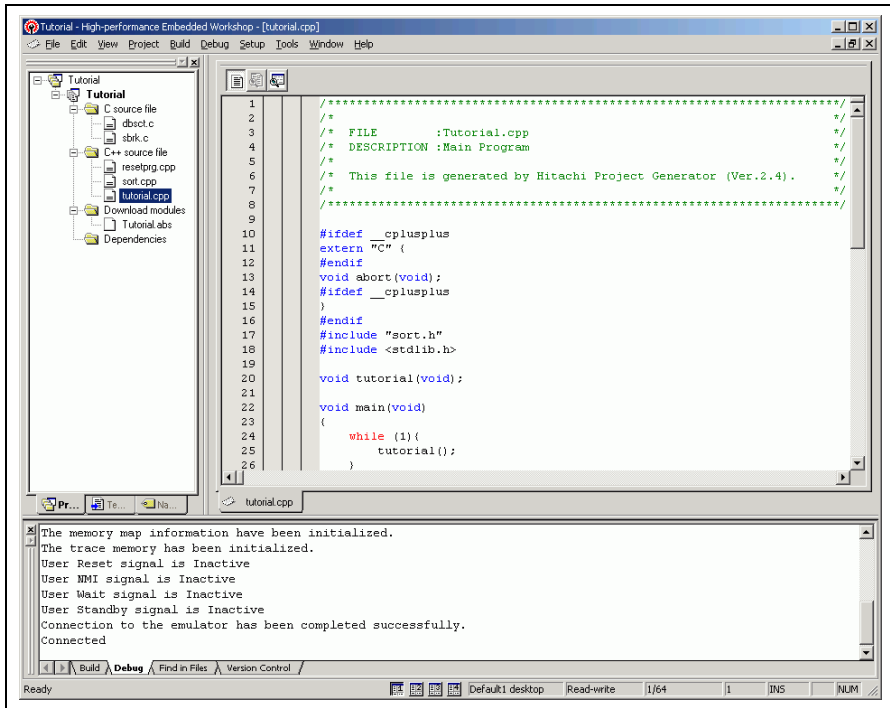 Tutorial - High-performance Embedded Workshop - [tutorial.cpp]
File Edit View Project Build Debug Setup Tools Window Help
Tutorial
Tutorial
C source file
dbsct.c
sbrk.c
C++ source file
resetprg.cpp
sort.cpp
tutorial.cpp
Download modules
Tutorial.abs
Dependencies
Pr... Te... Na...
1 /***********************************************************************/
2 /* */
3 /* FILE :Tutorial.cpp */
4 /* DESCRIPTION :Main Program */
5 /* */
6 /* This file is generated by Hitachi Project Generator (Ver.2.4). */
7 /* */
8 /***********************************************************************/
9
10 #ifdef __cplusplus
11 extern "C" {
12 #endif
13 void abort(void);
14 #ifdef __cplusplus
15 }
16 #endif
17 #include "sort.h"
18 #include <stdlib.h>
19
20 void tutorial(void);
21
22 void main(void)
23 {
24 while (1){
25 tutorial();
26 }
tutorial.cpp
The memory map information have been initialized.
The trace memory has been initialized.
User Reset signal is Inactive
User NMI signal is Inactive
User Wait signal is Inactive
User Standby signal is Inactive
Connection to the emulator has been completed successfully.
Connected
Build Debug Find in Files Version Control
Ready 1 2 3 4 Default1 desktop Read-write 1/64 1 INS NUM